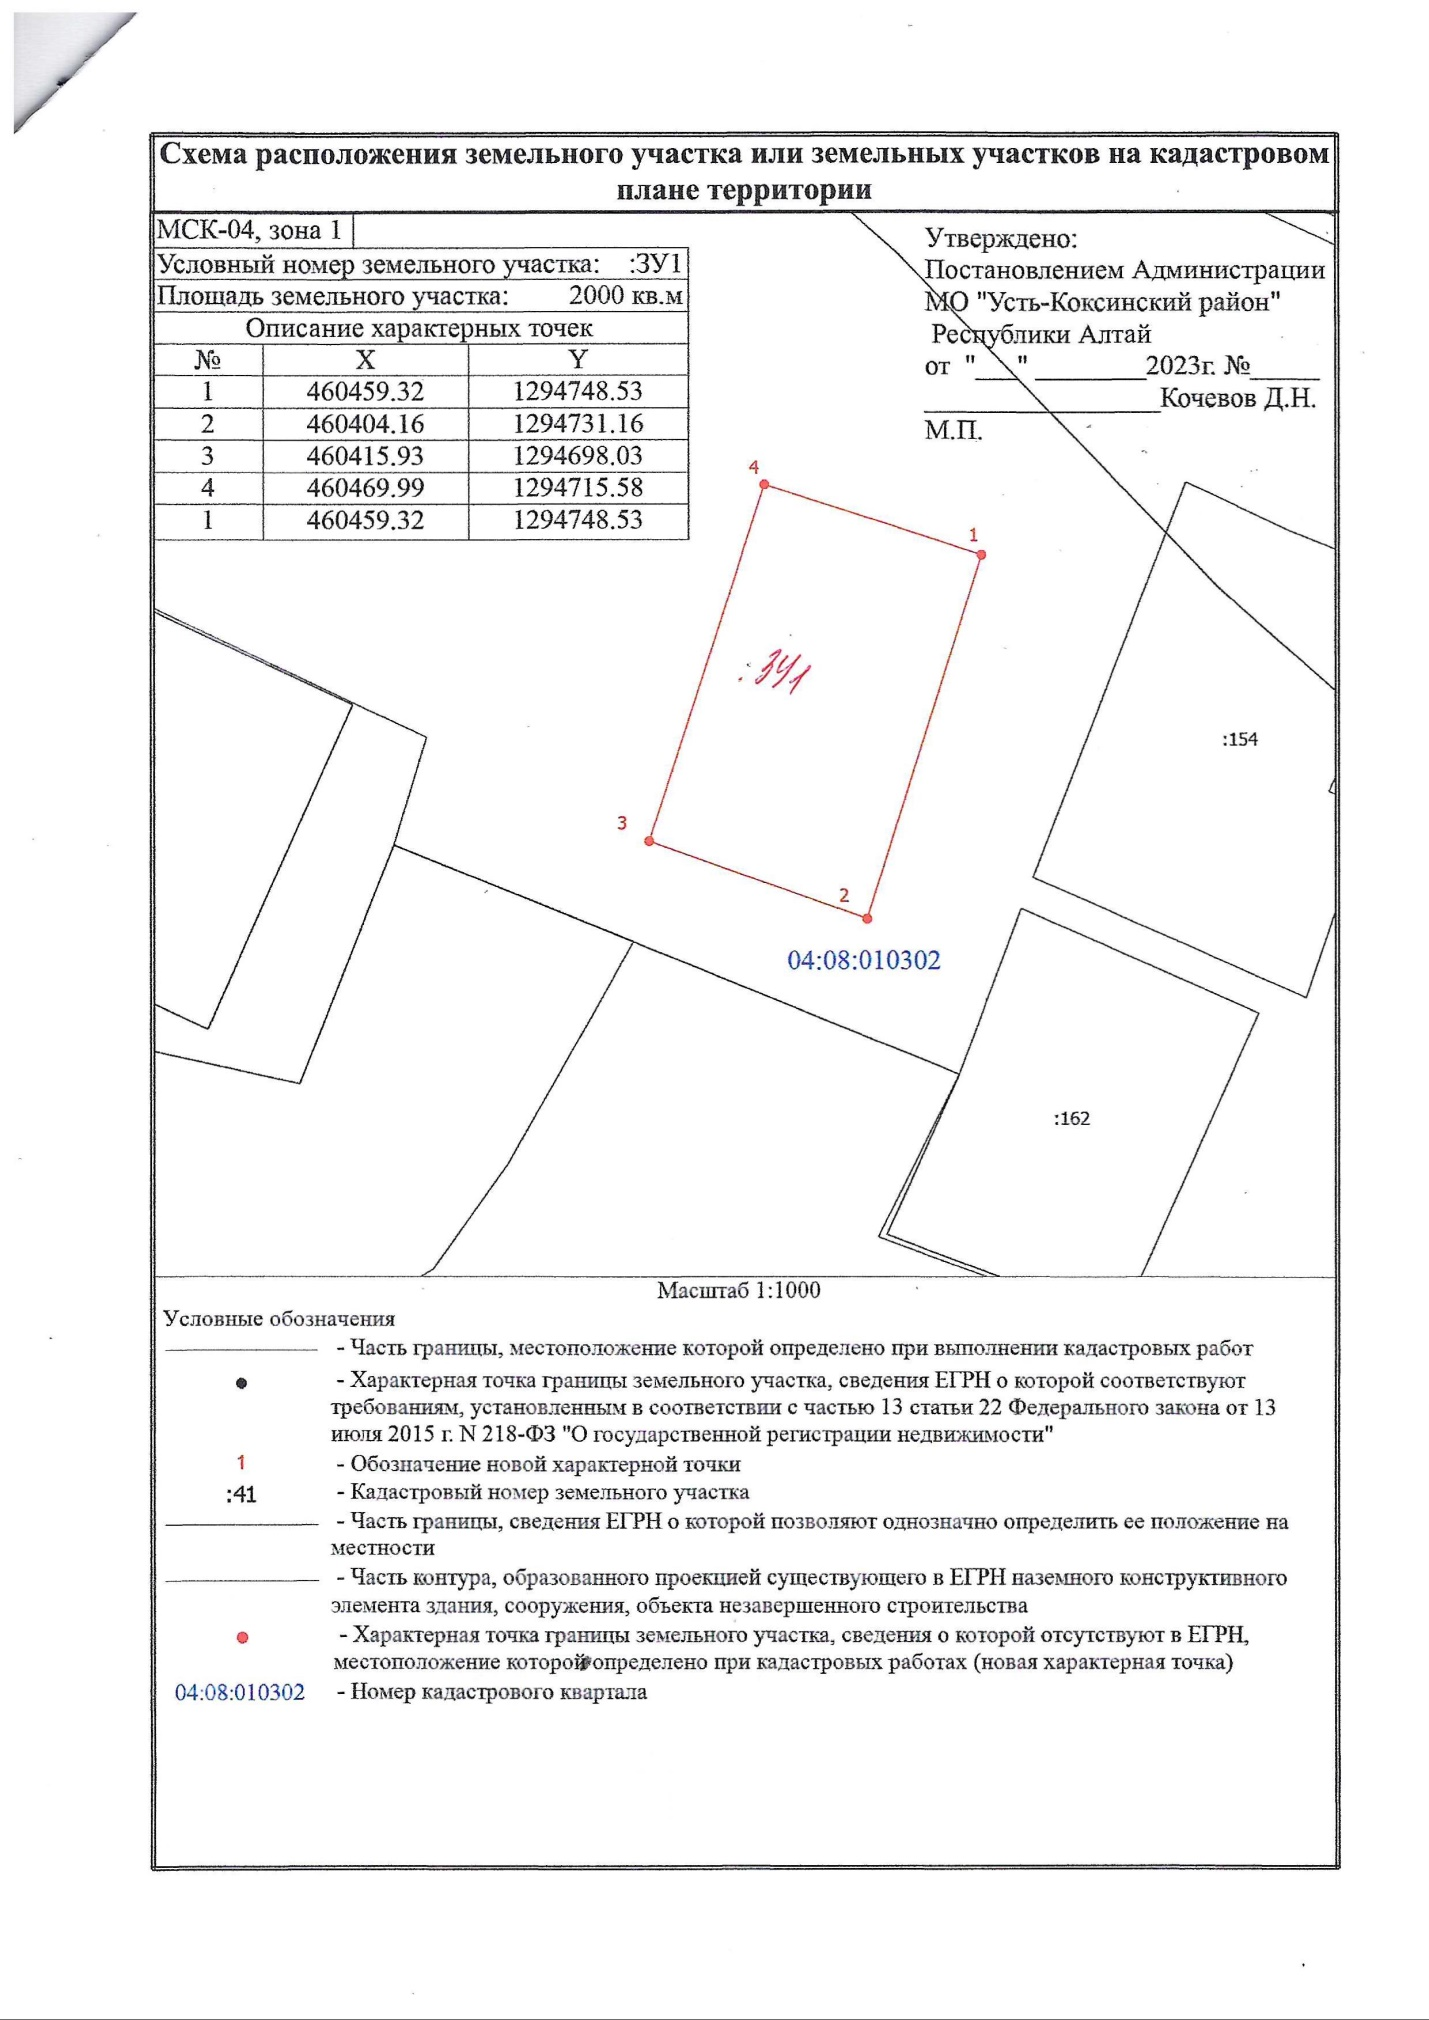 Схема расположения земельного участка или земельных участков на кадастровом
плане территории
МСК-04, зона 1
Условный номер земельного участка: :ЗУ1
Площадь земельного участка: 2000 кв.м
Описание характерных точек
№ X Y
1 460459.32 1294748.53
2 460404.16 1294731.16
3 460415.93 1294698.03
4 460469.99 1294715.58
1 460459.32 1294748.53
Утверждено:
Постановлением Администрации
МО "Усть-Коксинский район"
Республики Алтай
от "___" ________ 2023г. №_____
_________________Кочевов Д.Н.
М.П.
4
1
:ЗУ1
:154
3
2
04:08:010302
:162
Масштаб 1:1000
Условные обозначения
- Часть границы, местоположение которой определено при выполнении кадастровых работ
- Характерная точка границы земельного участка, сведения ЕГРН о которой соответствуют
требованиям, установленным в соответствии с частью 13 статьи 22 Федерального закона от 13
июля 2015 г. N 218-ФЗ "О государственной регистрации недвижимости"
1 - Обозначение новой характерной точки
:41 - Кадастровый номер земельного участка
- Часть границы, сведения ЕГРН о которой позволяют однозначно определить ее положение на
местности
- Часть контура, образованного проекцией существующего в ЕГРН наземного конструктивного
элемента здания, сооружения, объекта незавершенного строительства
- Характерная точка границы земельного участка, сведения о которой отсутствуют в ЕГРН,
местоположение которой определено при кадастровых работах (новая характерная точка)
04:08:010302 - Номер кадастрового квартала